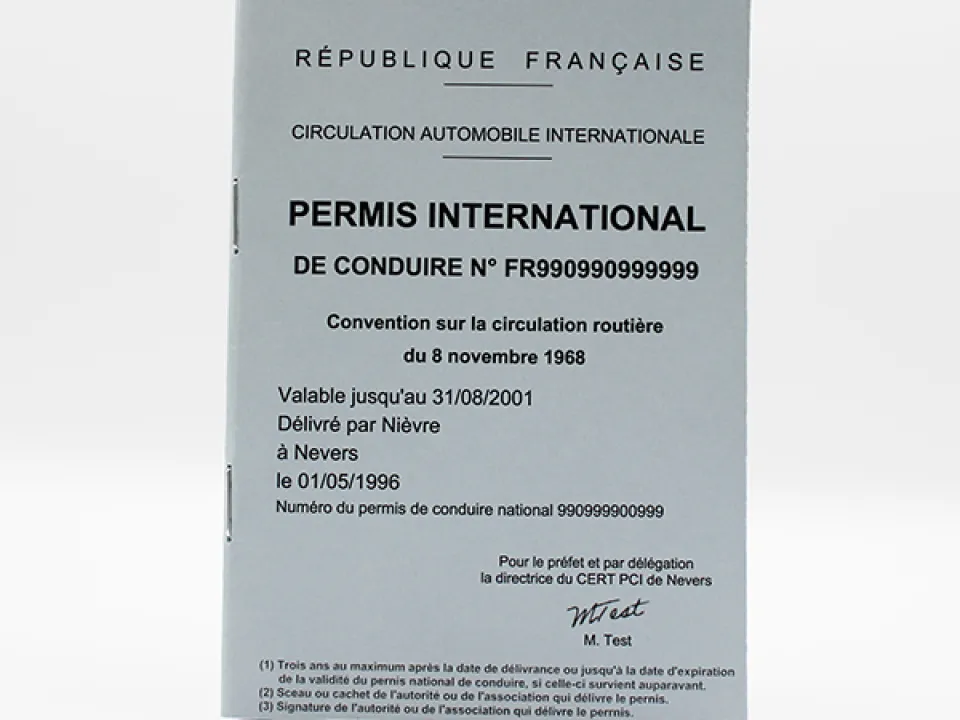 RÉPUBLIQUE FRANÇAISE
CIRCULATION AUTOMOBILE INTERNATIONALE
PERMIS INTERNATIONAL
DE CONDUIRE N° FR990990999999
Convention sur la circulation routière
du 8 novembre 1968
Valable jusqu'au 31/08/2001
Délivré par Nièvre
à Nevers
le 01/05/1996
Numéro du permis de conduire national 990999900999
Pour le préfet et par délégation
la directrice du CERT PCI de Nevers
MTest
M. Test
(1) Trois ans au maximum après la date de délivrance ou jusqu'à la date d'expiration
de la validité du pernis national de conduire, si celle-ci survient auparavant.
(2) Sceau ou cachet de l'autorité ou de l'association qui délivre le permis.
(3) Signature de l'autorité ou de l'association qui délivre le permis.